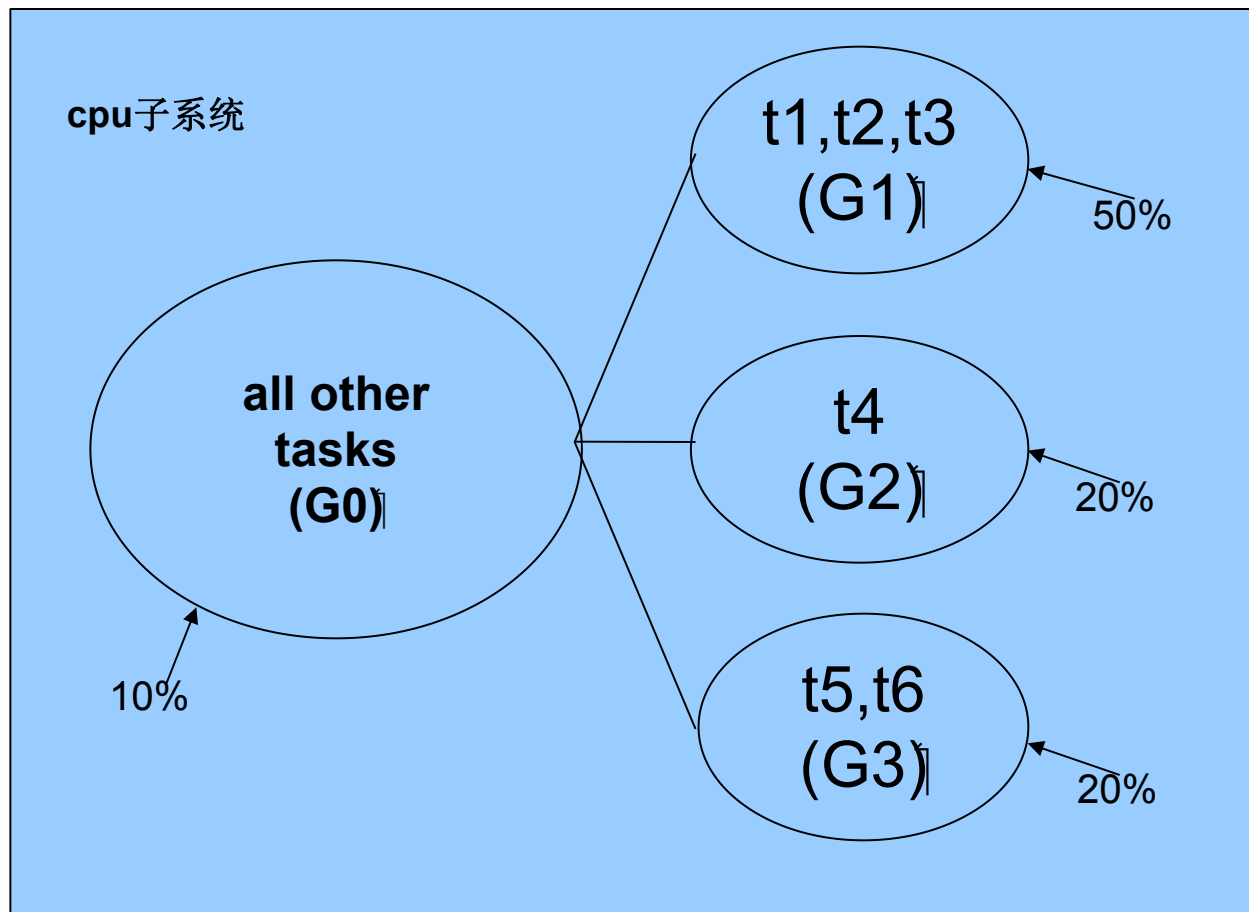 cpu子系统
t1,t2,t3
(G1)
50%
all other
tasks
(G0)
10%
t4
(G2)
20%
t5,t6
(G3)
20%